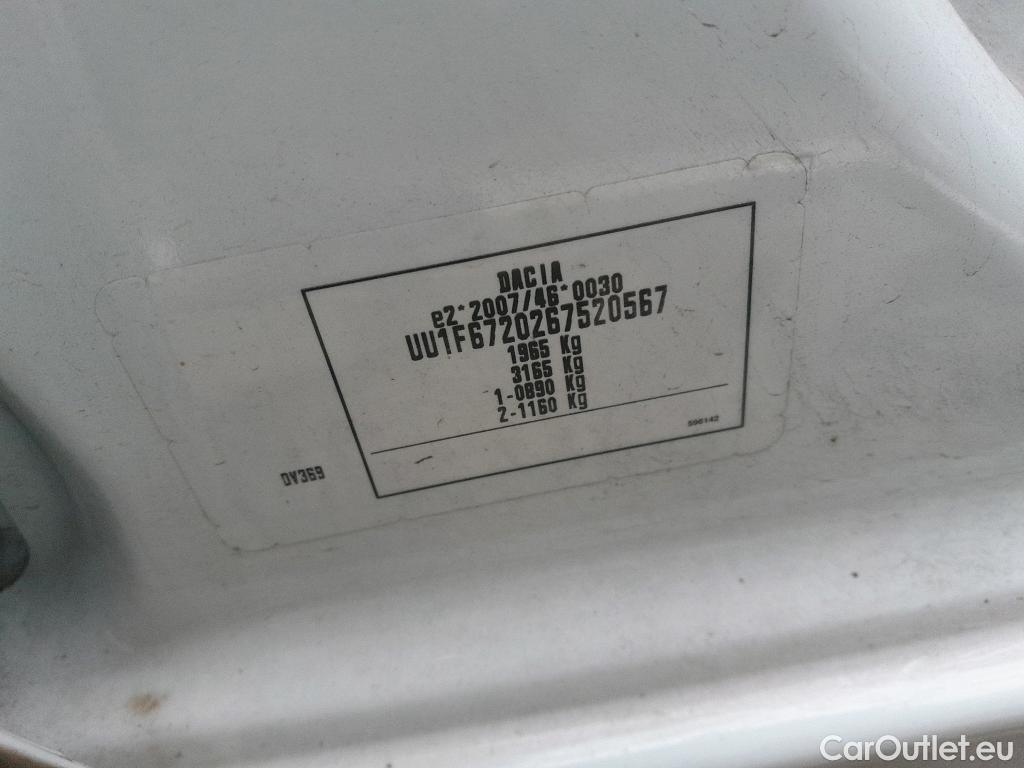 DACIA
e2*2007/46*0030
UU1F6720267520567
1965 Kg
3165 Kg
1-0890 Kg
2-1160 Kg
596142
DV369
CarOutlet.eu